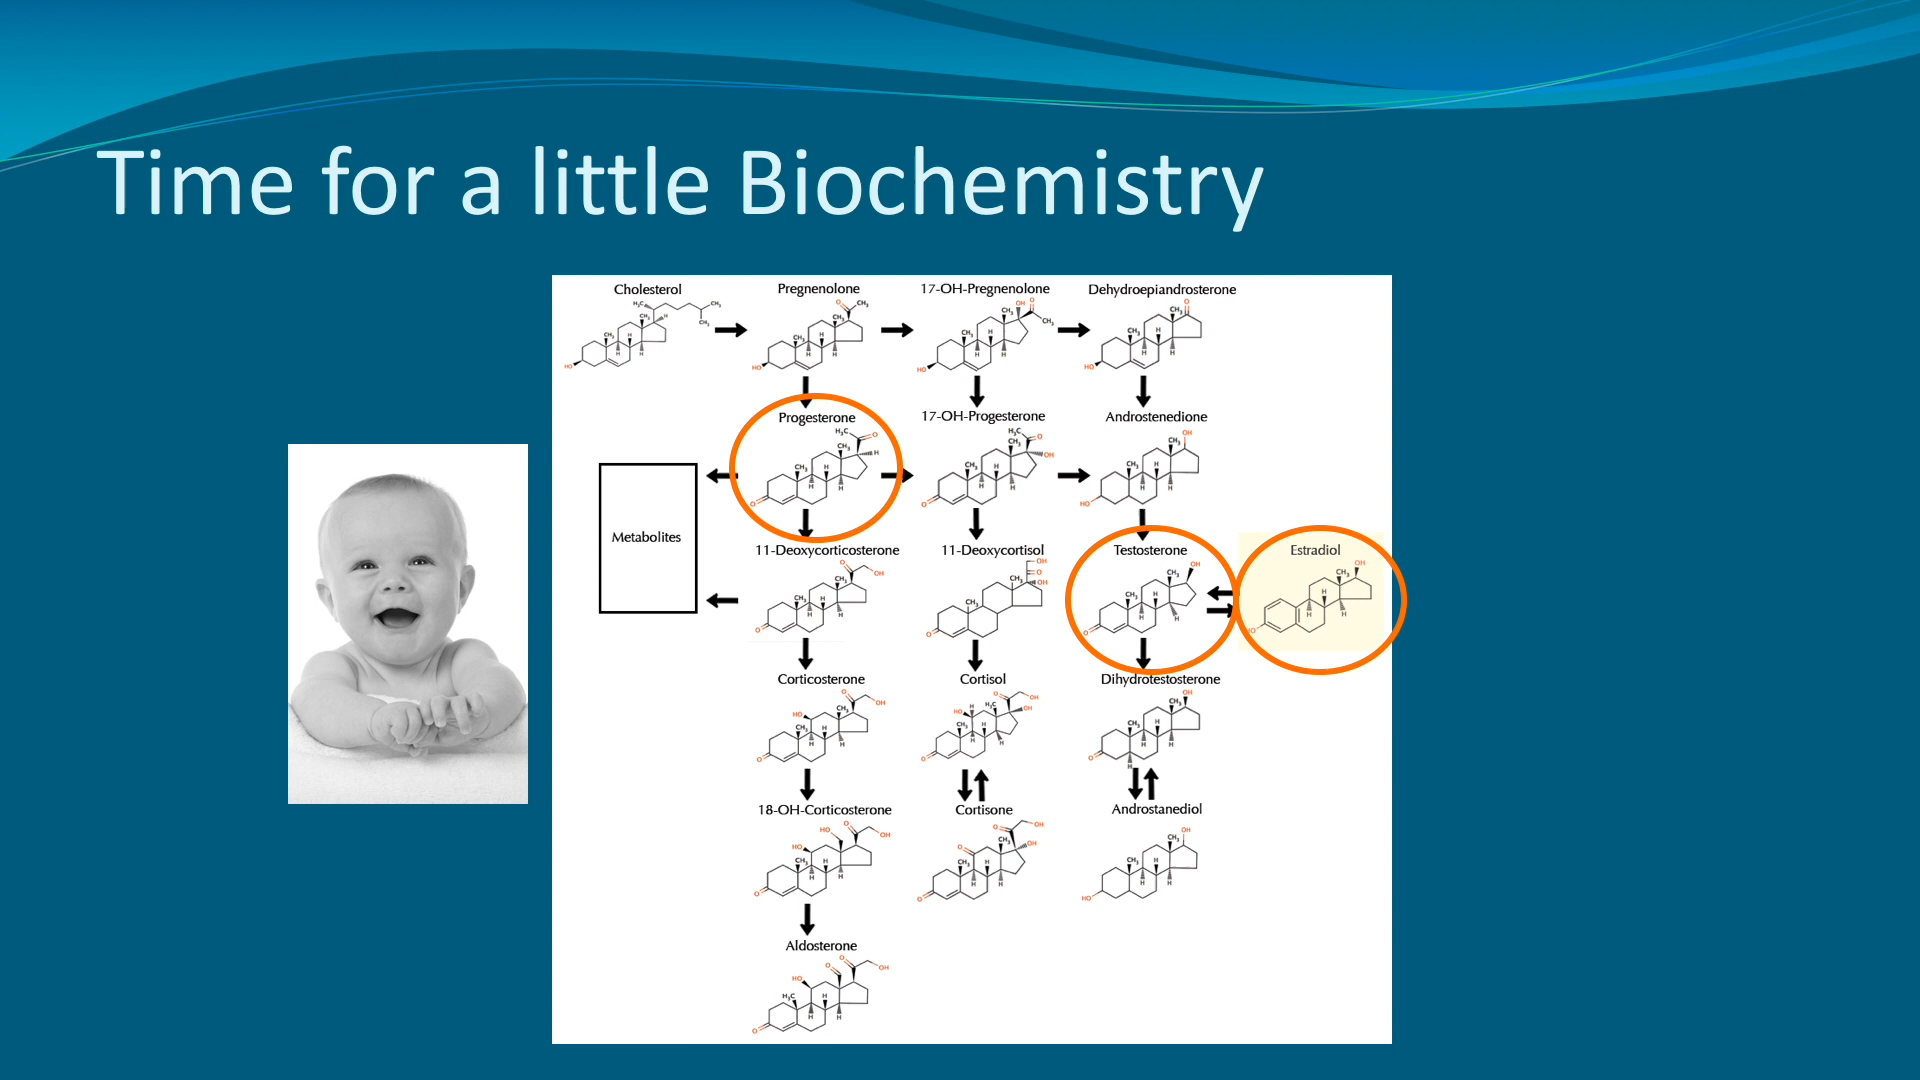 Time for a little Biochemistry
Cholesterol
Pregnenolone
17-OH-Pregnenolone
Dehydroepiandrosterone
Progesterone
17-OH-Progesterone
Androstenedione
Metabolites
11-Deoxycorticosterone
11-Deoxycortisol
Testosterone
Estradiol
Corticosterone
Cortisol
Dihydrotestosterone
18-OH-Corticosterone
Cortisone
Androstanediol
Aldosterone